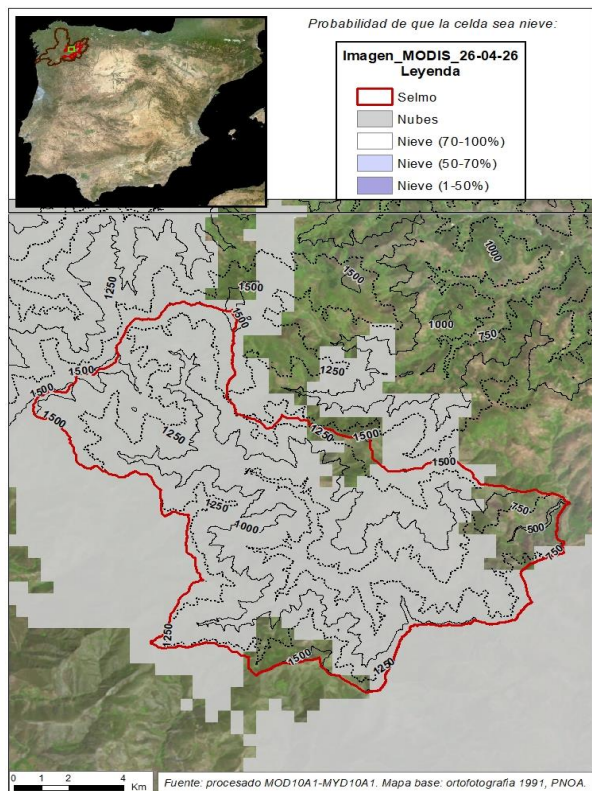 Probabilidad de que la celda sea nieve:
Imagen_MODIS_26-04-26
Leyenda
Selmo
Nubes
Nieve (70-100%)
Nieve (50-70%)
Nieve (1-50%)
1000
1500
1250
1500
1500
1000
750
1250
1500
1500
1500
1250
1500
1250
1500
1250
1000
750
500
150
1250
1500
1250
0 1 2 4
Km
Fuente: procesado MOD10A1-MYD10A1. Mapa base: ortofotografía 1991, PNOA.